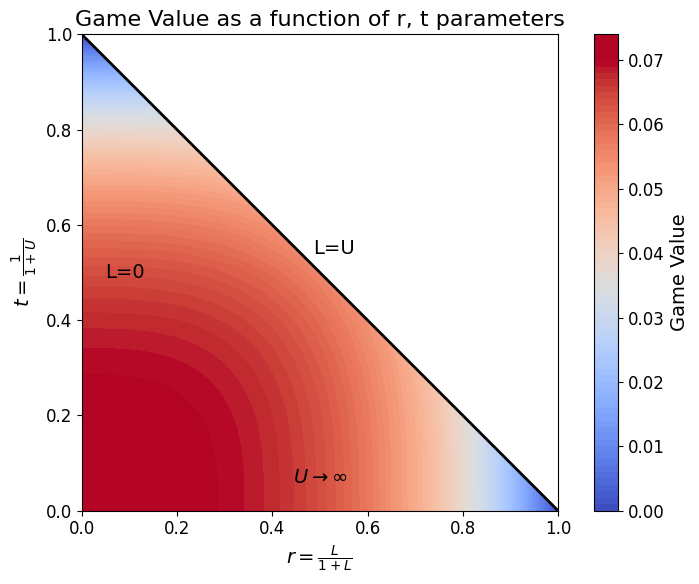 Game Value as a function of r, t parameters
1.0
0.8
0.6
0.4
0.2
0.0
t = 1/(1+U)
L=U
L=0
U → ∞
0.0 0.2 0.4 0.6 0.8 1.0
r = L/(1+L)
0.07
0.06
0.05
0.04
0.03
0.02
0.01
0.00
Game Value